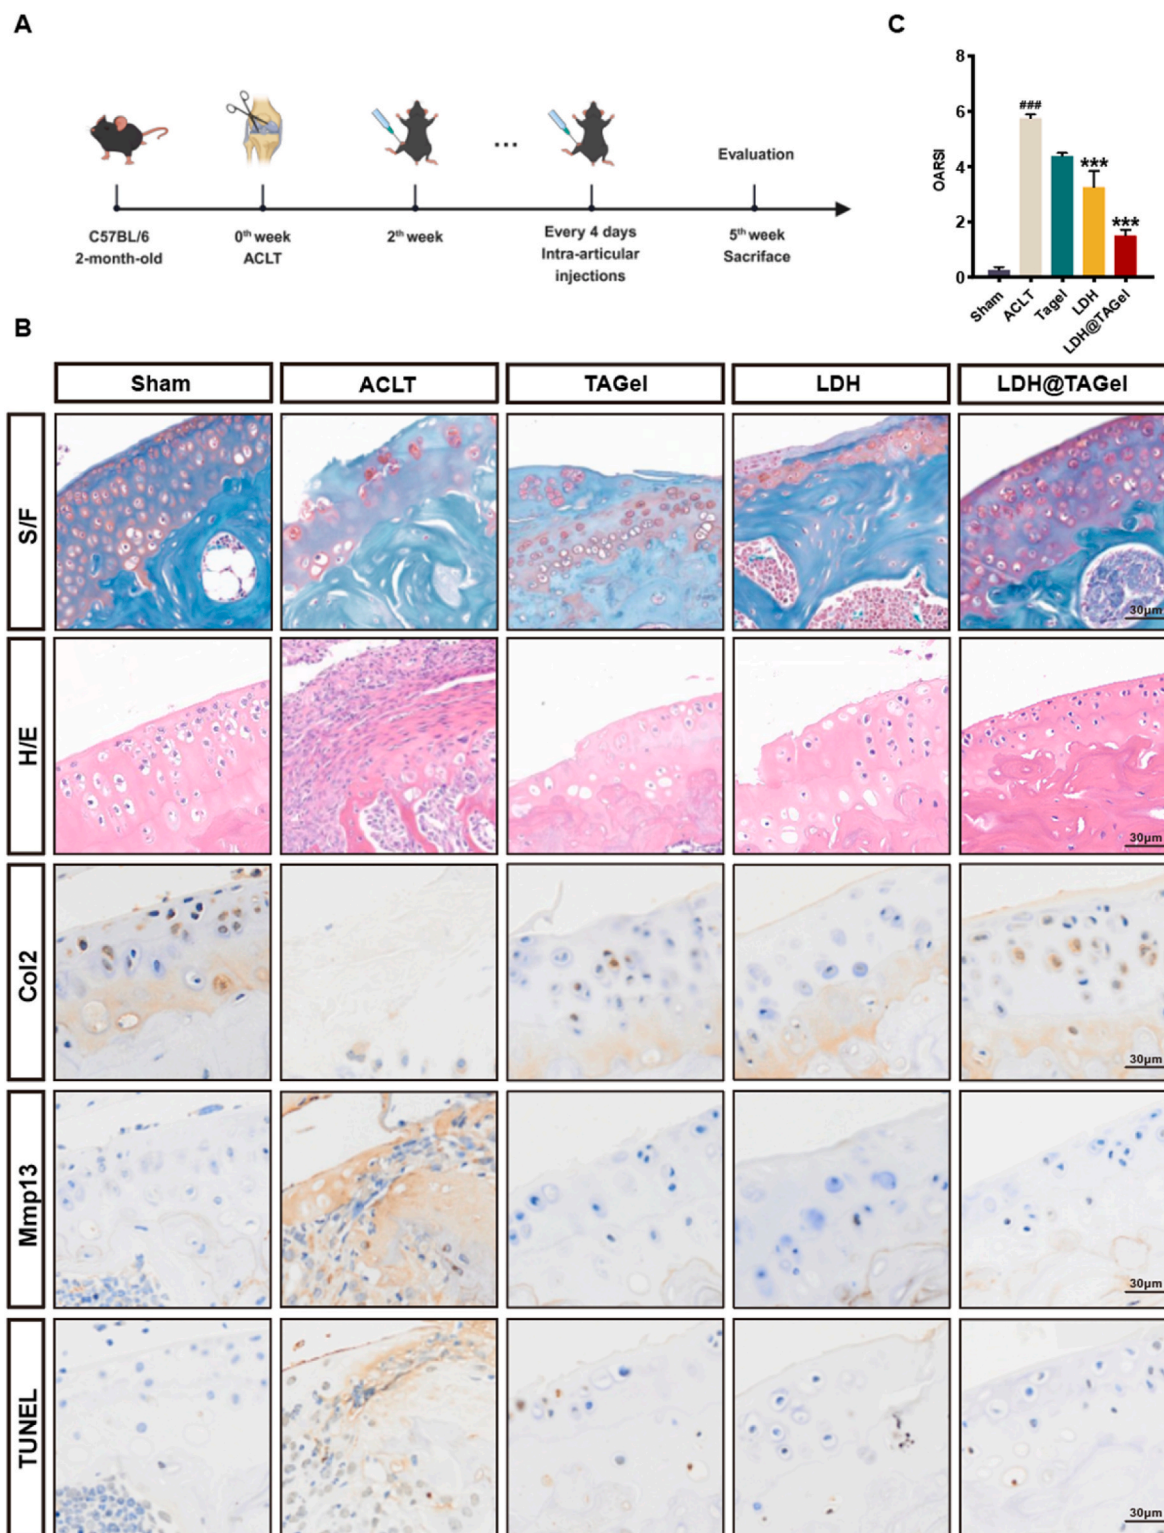 A
C
8
6
4
2
0
OARSI
###
***
***
Sham
ACLT
Tagel
LDH
LDH@TAGel
...
Evaluation
C57BL/6
2-month-old
0th week
ACLT
2th week
Every 4 days
Intra-articular
injections
5th week
Sacriface
B
Sham
ACLT
TAGel
LDH
LDH@TAGel
S/F
30μm
H/E
30μm
Col2
30μm
Mmp13
30μm
TUNEL
30μm